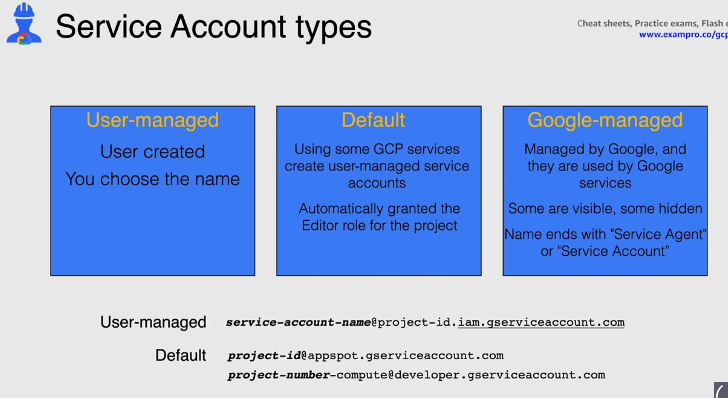 Service Account types
Cheat sheets, Practice exams, Flash
www.exampro.co/gcp
User-managed
User created
You choose the name
Default
Using some GCP services
create user-managed service
accounts
Automatically granted the
Editor role for the project
Google-managed
Managed by Google, and
they are used by Google
services
Some are visible, some hidden
Name ends with "Service Agent"
or "Service Account"
User-managed service-account-name@project-id.iam.gserviceaccount.com
Default project-id@appspot.gserviceaccount.com
project-number-compute@developer.gserviceaccount.com